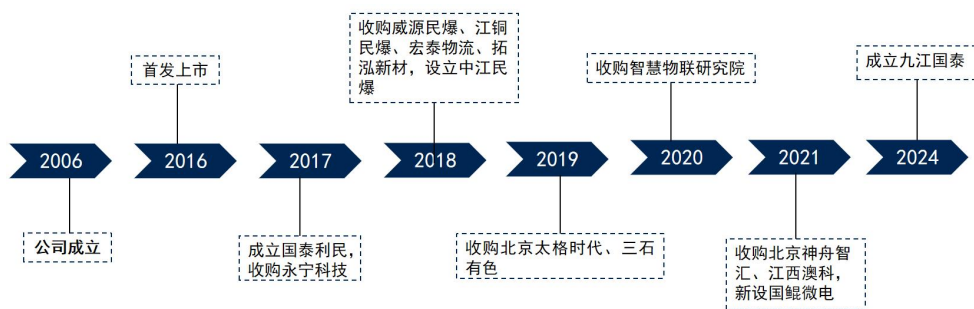 收购威源民爆、江铜
民爆、宏泰物流、拓
泓新材，设立中江民
爆
首发上市
收购智慧物联研究院
成立九江国泰
2006
2016
2017
2018
2019
2020
2021
2024
公司成立
成立国泰利民，
收购永宁科技
收购北京太格时代、三石
有色
收购北京神舟智
汇、江西澳科，
新设国鲲微电